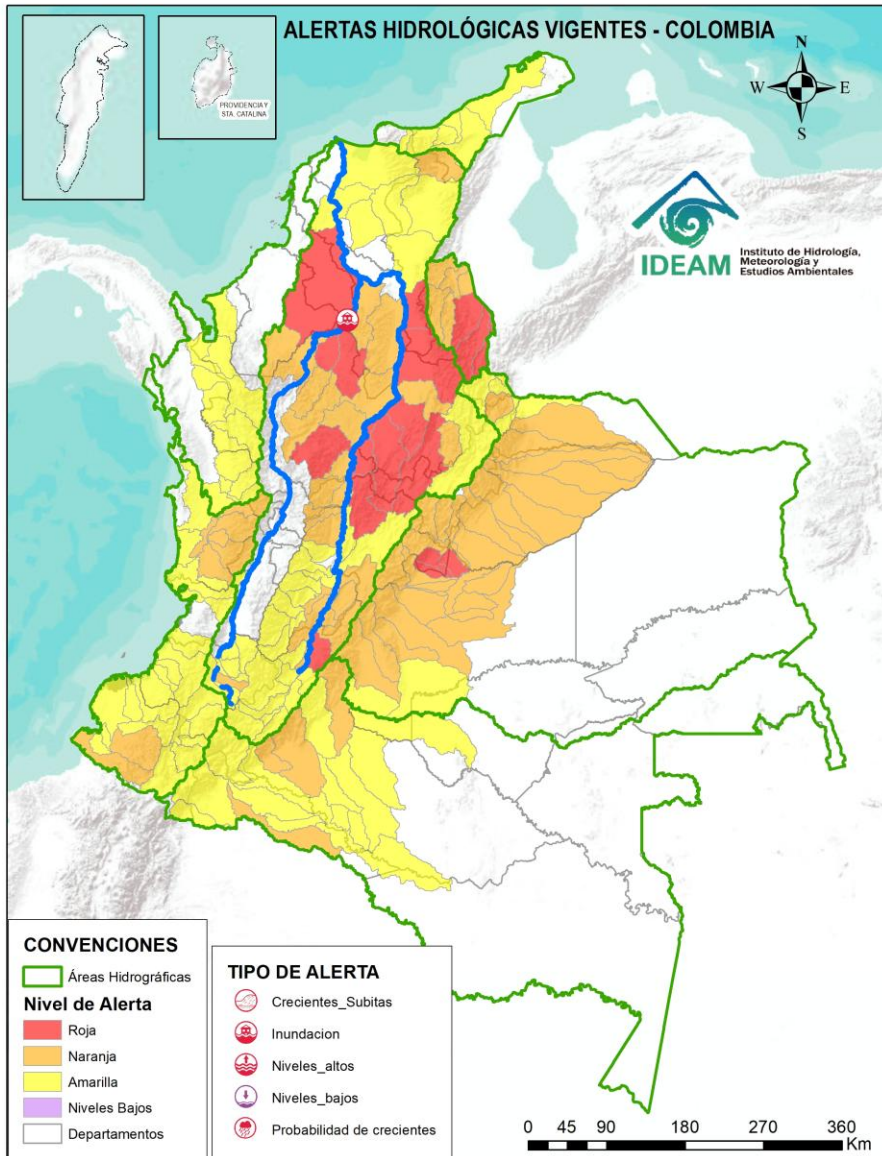 ALERTAS HIDROLÓGICAS VIGENTES - COLOMBIA
PROVIDENCIA Y
STA. CATALINA
N
W
E
S
IDEAM
Instituto de Hidrología,
Meteorología y
Estudios Ambientales
CONVENCIONES
Áreas Hidrográficas
Nivel de Alerta
Roja
Naranja
Amarilla
Niveles Bajos
Departamentos
TIPO DE ALERTA
Crecientes_Subitas
Inundacion
Niveles_altos
Niveles_bajos
Probabilidad de crecientes
0 45 90 180 270 360
Km